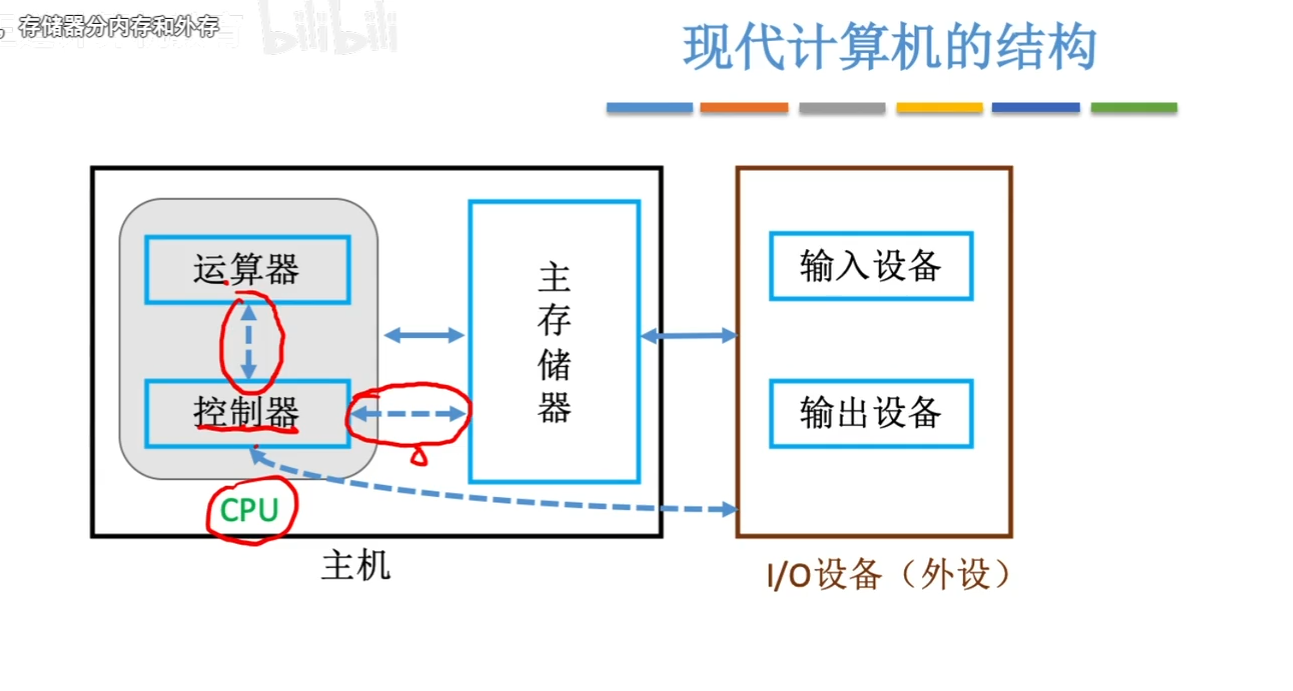 存储器分内存和外存
bilibili
现代计算机的结构
运算器
控制器
CPU
主存储器
主机
输入设备
输出设备
I/O设备（外设）